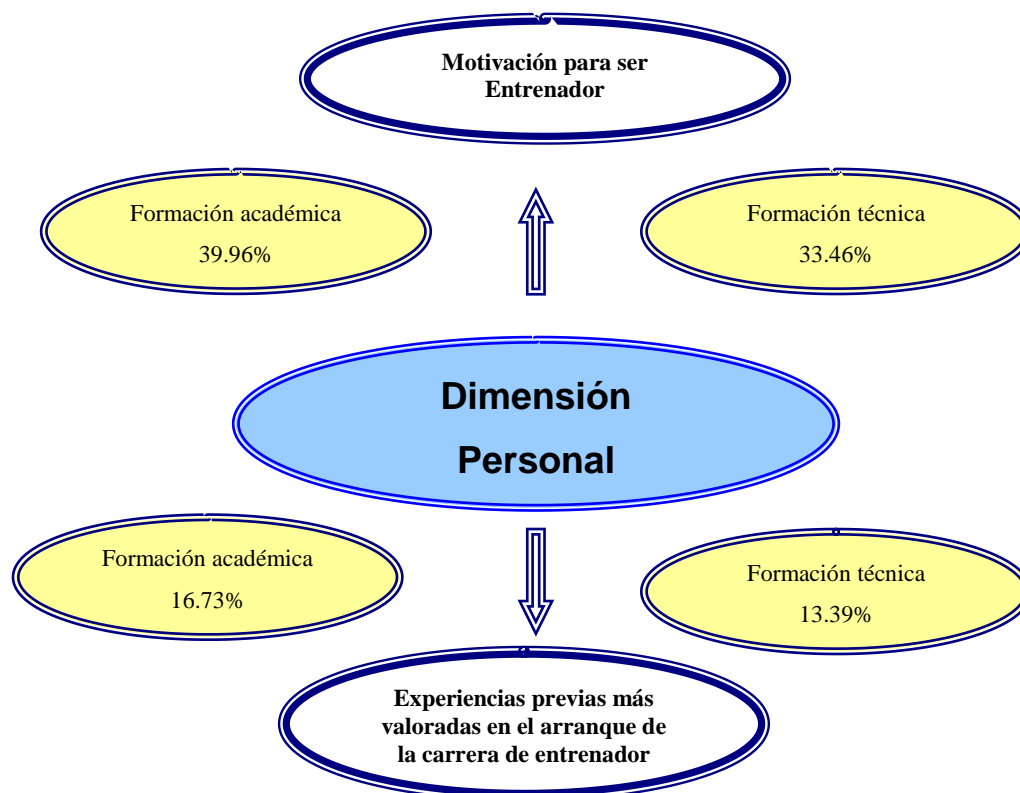 Motivación para ser
Entrenador
Formación académica
39.96%
Formación técnica
33.46%
Dimensión
Personal
Formación académica
16.73%
Formación técnica
13.39%
Experiencias previas más
valoradas en el arranque de
la carrera de entrenador